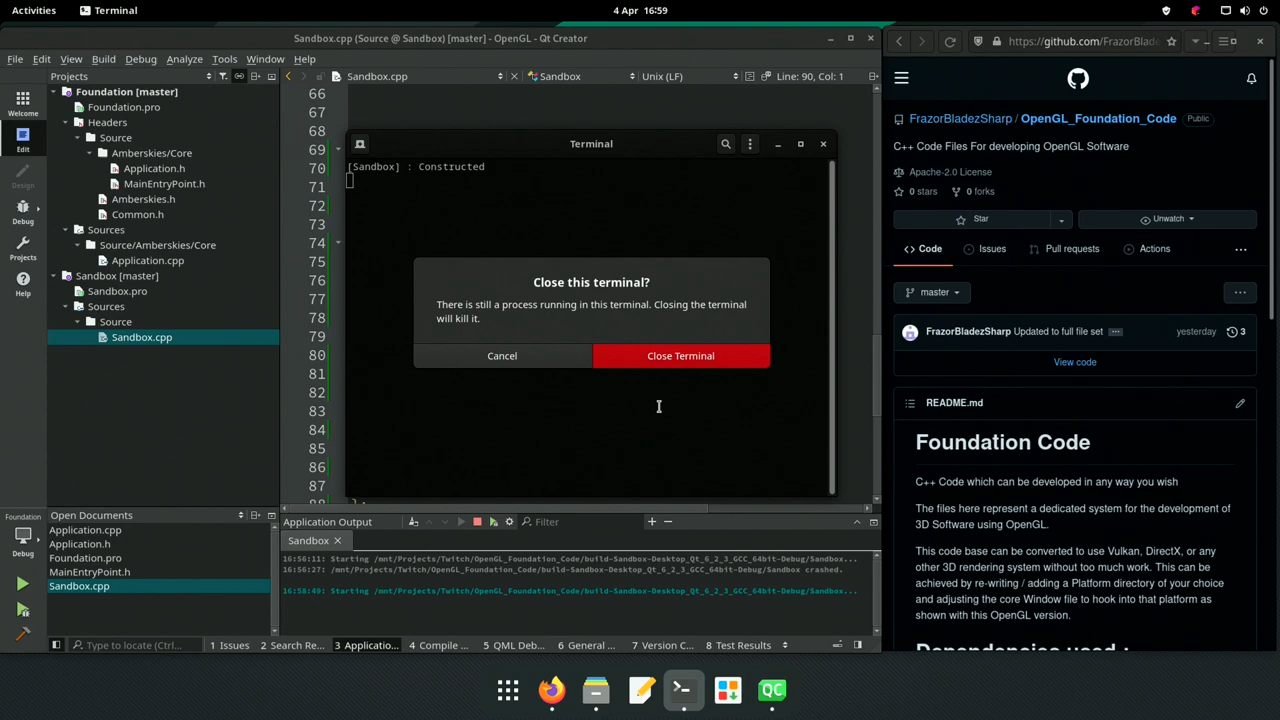 Activities
Terminal
4 Apr 16:59
Sandbox.cpp (Source @ Sandbox) [master] - OpenGL - Qt Creator
File Edit View Build Debug Analyze Tools Window Help
Projects
Sandbox.cpp
Sandbox
Unix (LF)
Line: 90, Col: 1
Welcome
Edit
Design
Debug
Projects
Help
Foundation [master]
Foundation.pro
Headers
Source
Amberskies/Core
Application.h
MainEntryPoint.h
Amberskies.h
Common.h
Sources
Source/Amberskies/Core
Application.cpp
Sandbox [master]
Sandbox.pro
Sources
Source
Sandbox.cpp
66
67
68
69
70
71
72
73
74
75
76
77
78
79
80
81
82
83
84
85
86
87
88
Terminal
[Sandbox] : Constructed
Close this terminal?
There is still a process running in this terminal. Closing the terminal
will kill it.
Cancel
Close Terminal
Foundation
Debug
Open Documents
Application.cpp
Application.h
Foundation.pro
MainEntryPoint.h
Sandbox.cpp
Application Output
Filter
Sandbox
16:56:11: Starting /mnt/Projects/Twitch/OpenGL_Foundation_Code/build-Sandbox-Desktop_Qt_6_2_3_GCC_64bit-Debug/Sandbox...
16:56:27: /mnt/Projects/Twitch/OpenGL_Foundation_Code/build-Sandbox-Desktop_Qt_6_2_3_GCC_64bit-Debug/Sandbox crashed.
16:58:49: Starting /mnt/Projects/Twitch/OpenGL_Foundation_Code/build-Sandbox-Desktop_Qt_6_2_3_GCC_64bit-Debug/Sandbox...
Type to locate (Ctrl...
1 Issues
2 Search Re...
3 Applicatio...
4 Compile ...
5 QML Deb...
6 General ...
7 Version C...
8 Test Results
https://github.com/FrazorBlade
FrazorBladezSharp / OpenGL_Foundation_Code
Public
C++ Code Files For developing OpenGL Software
Apache-2.0 License
0 stars
0 forks
Star
Unwatch
Code
Issues
Pull requests
Actions
master
FrazorBladezSharp Updated to full file set
yesterday
3
View code
README.md
Foundation Code
C++ Code which can be developed in any way you wish
The files here represent a dedicated system for the development of
3D Software using OpenGL.
This code base can be converted to use Vulkan, DirectX, or any
other 3D rendering system without too much work. This can be
achieved by re-writing / adding a Platform directory of your choice
and adjusting the core Window file to hook into that platform as
shown with this OpenGL version.
Dependencies used :
QC